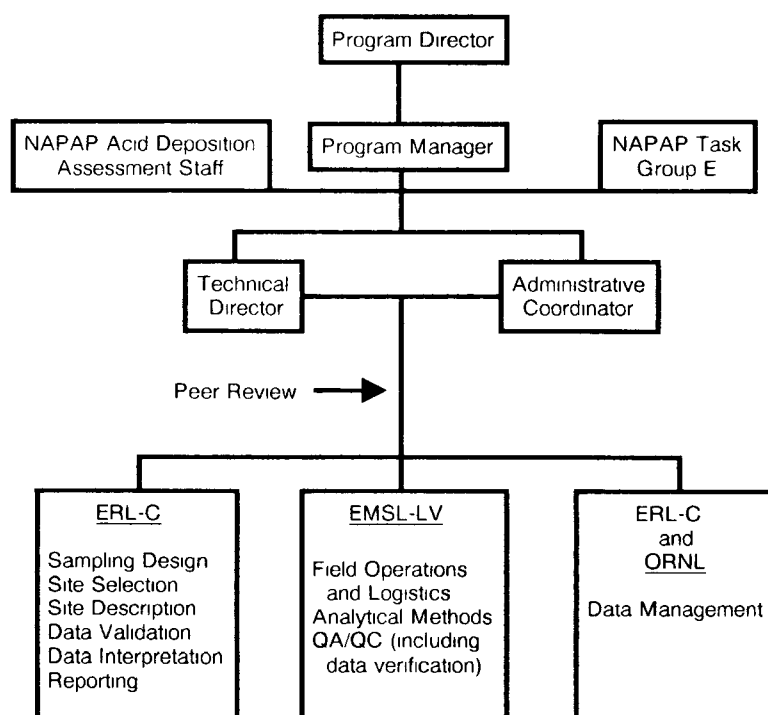 Program Director
NAPAP Acid Deposition
Assessment Staff
Program Manager
NAPAP Task
Group E
Technical
Director
Administrative
Coordinator
Peer Review
ERL-C
Sampling Design
Site Selection
Site Description
Data Validation
Data Interpretation
Reporting
EMSL-LV
Field Operations
and Logistics
Analytical Methods
QA/QC (including
data verification)
ERL-C
and
ORNL
Data Management